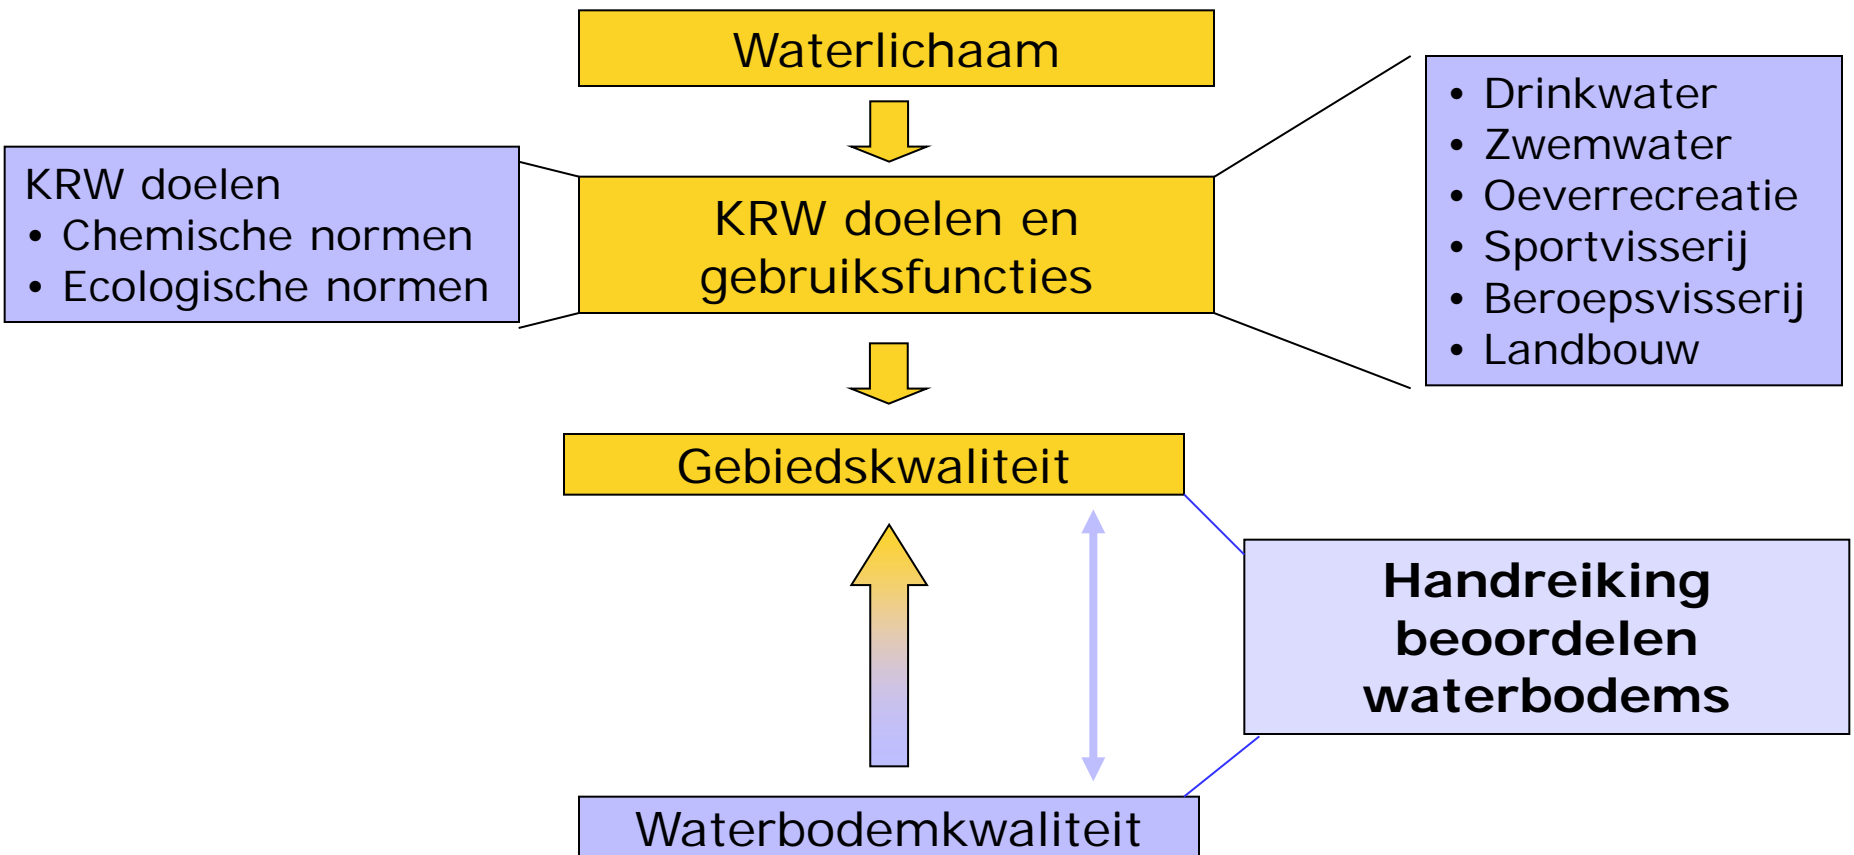 Waterlichaam
KRW doelen
• Chemische normen
• Ecologische normen
KRW doelen en
gebruiksfuncties
• Drinkwater
• Zwemwater
• Oeverrecreatie
• Sportvisserij
• Beroepsvisserij
• Landbouw
Gebiedskwaliteit
Handreiking
beoordelen
waterbodems
Waterbodemkwaliteit